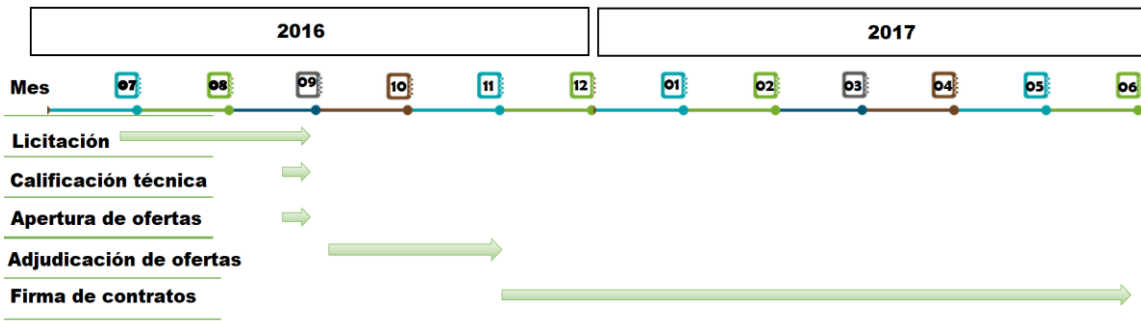 2016 2017
Mes 07 08 09 10 11 12 01 02 03 04 05 06
Licitación
Calificación técnica
Apertura de ofertas
Adjudicación de ofertas
Firma de contratos